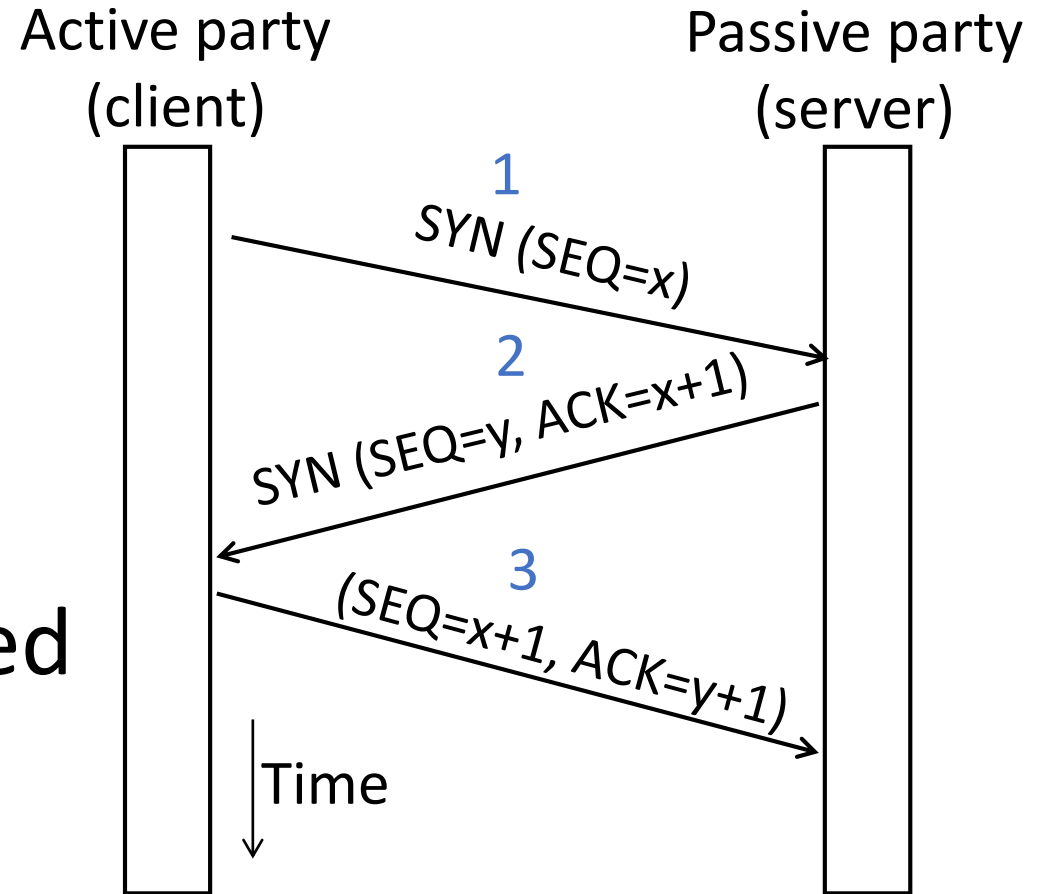 Active party
(client)
Passive party
(server)
1
SYN (SEQ=x)
2
SYN (SEQ=y, ACK=x+1)
3
(SEQ=x+1, ACK=y+1)
ed
Time